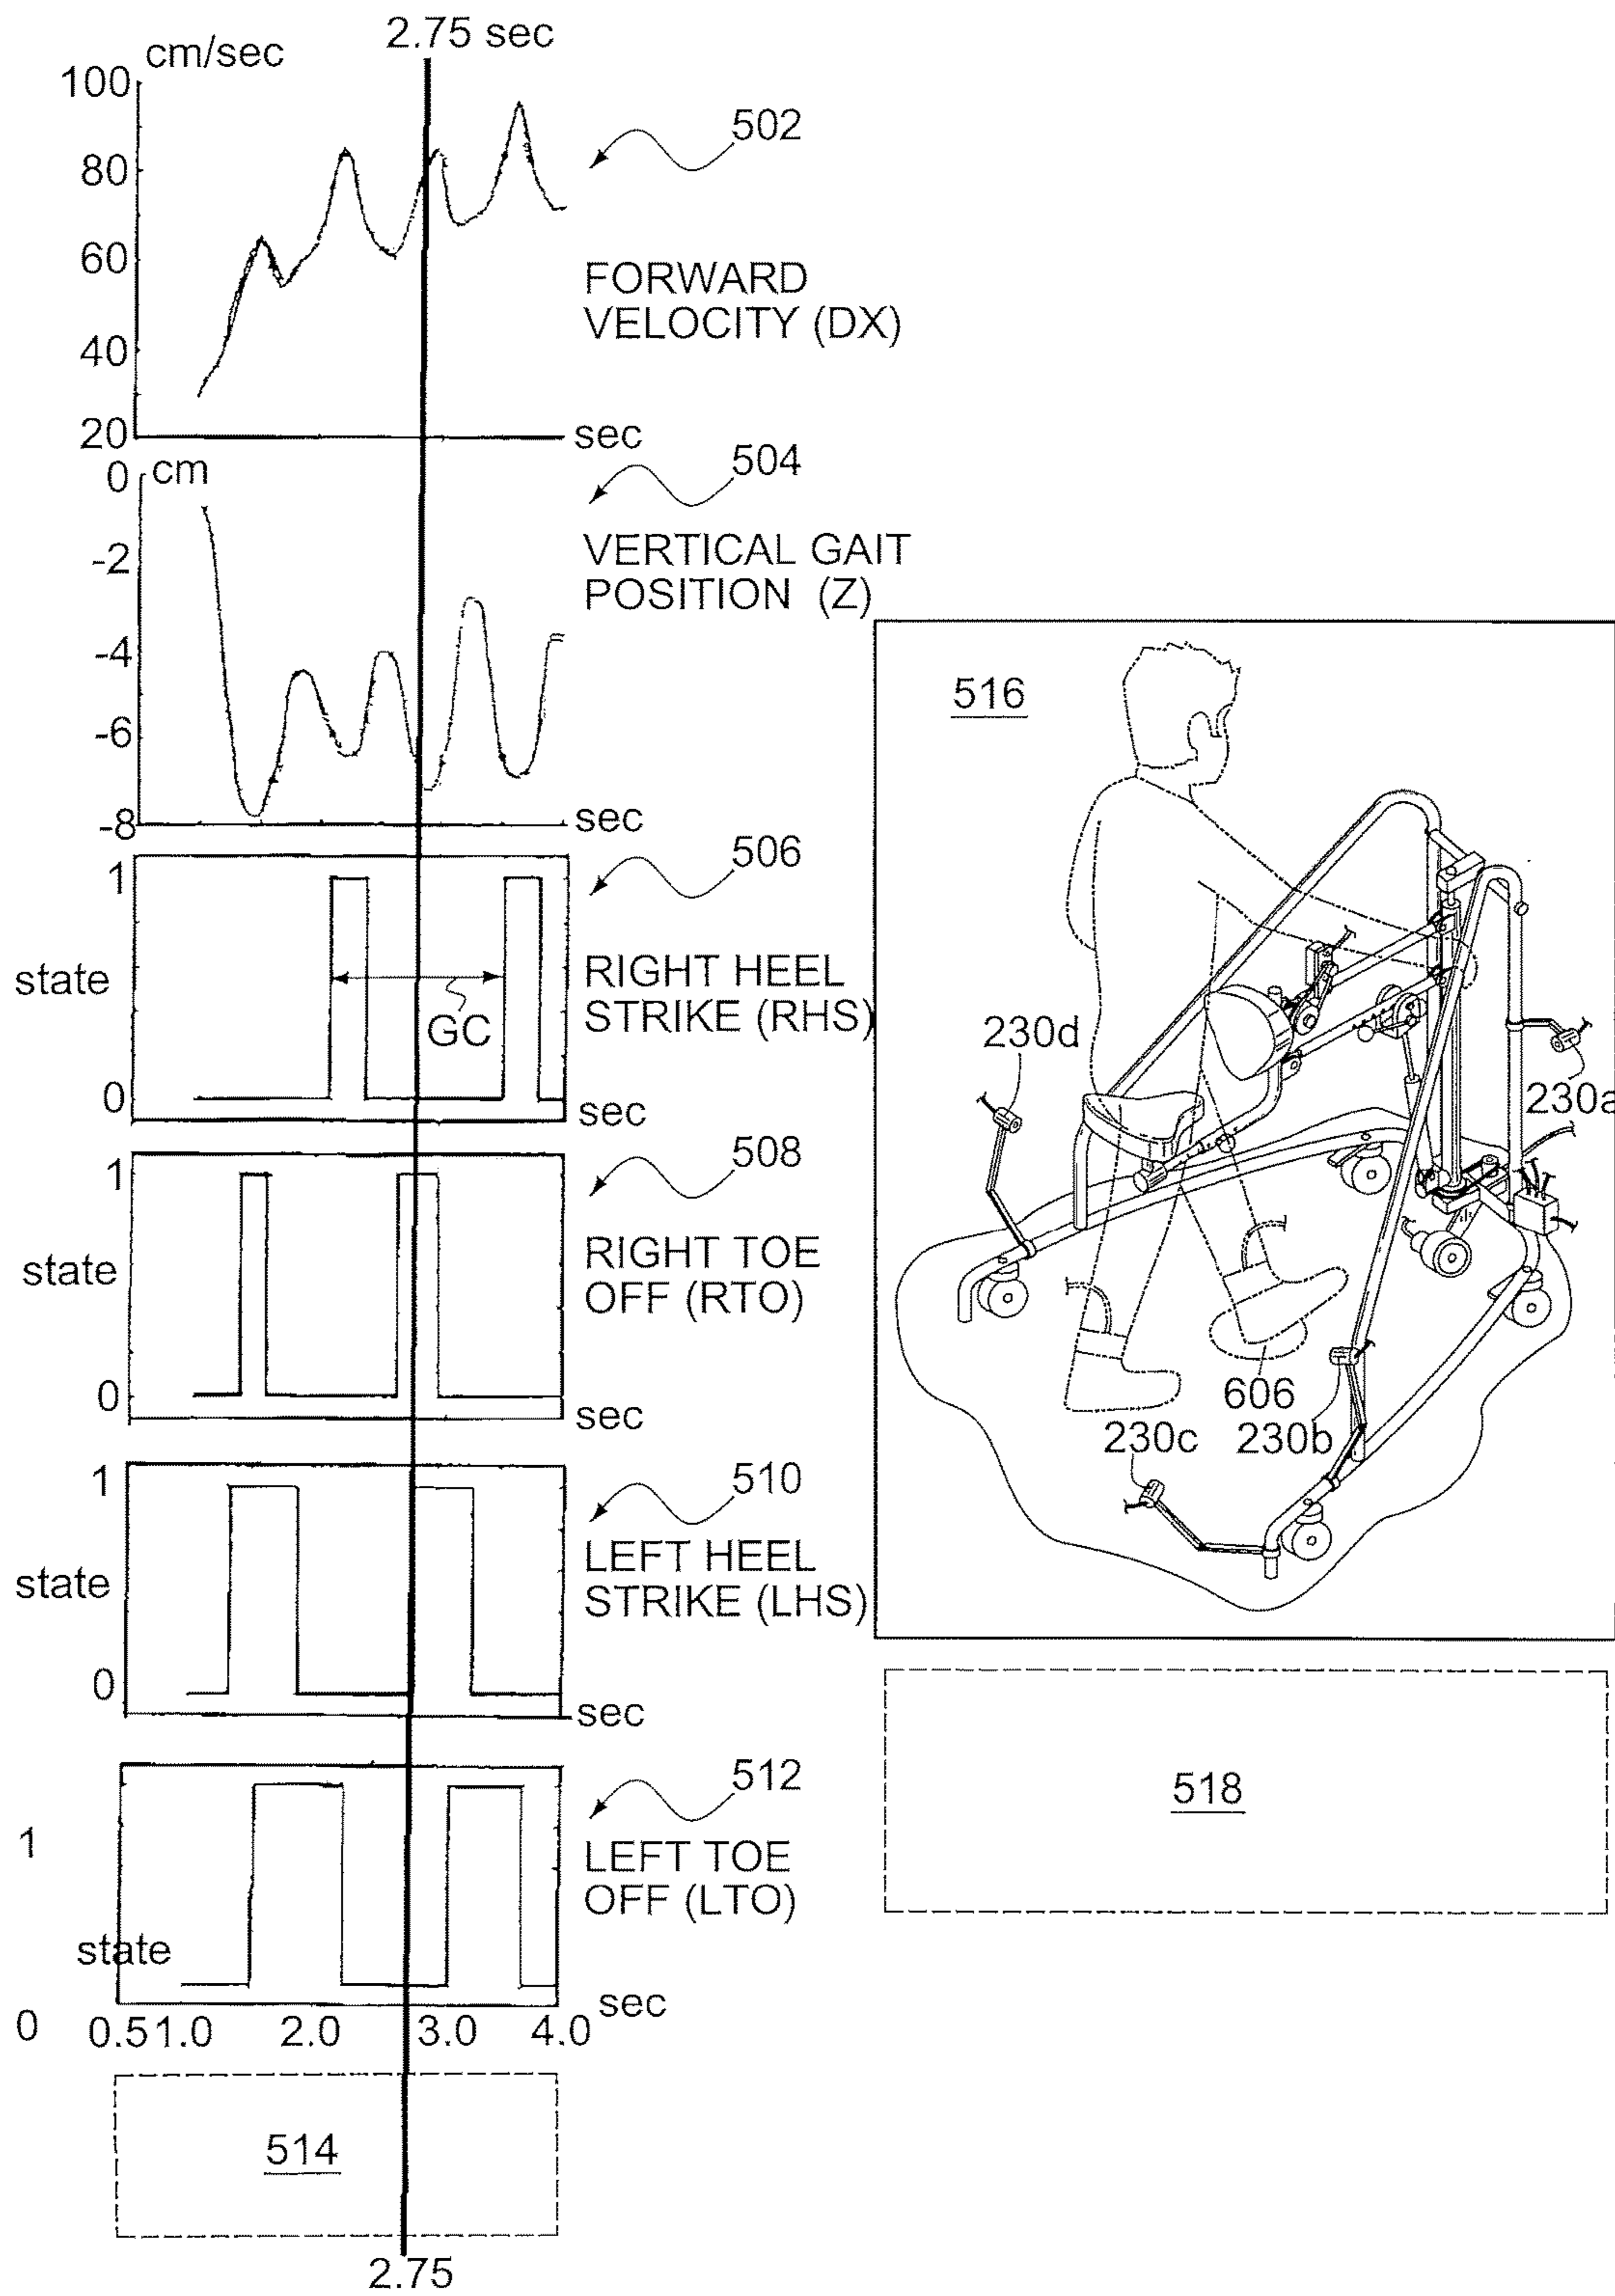 cm/sec
2.75 sec
100
80
60
40
20
sec
502
FORWARD
VELOCITY (DX)
0
cm
-2
-4
-6
-8
sec
504
VERTICAL GAIT
POSITION (Z)
1
state
0
GC
sec
506
RIGHT HEEL
STRIKE (RHS)
1
state
0
sec
508
RIGHT TOE
OFF (RTO)
1
state
0
sec
510
LEFT HEEL
STRIKE (LHS)
1
state
0
sec
512
LEFT TOE
OFF (LTO)
0.5 1.0 2.0 3.0 4.0
514
2.75
516
230d
230a
606
230c 230b
518